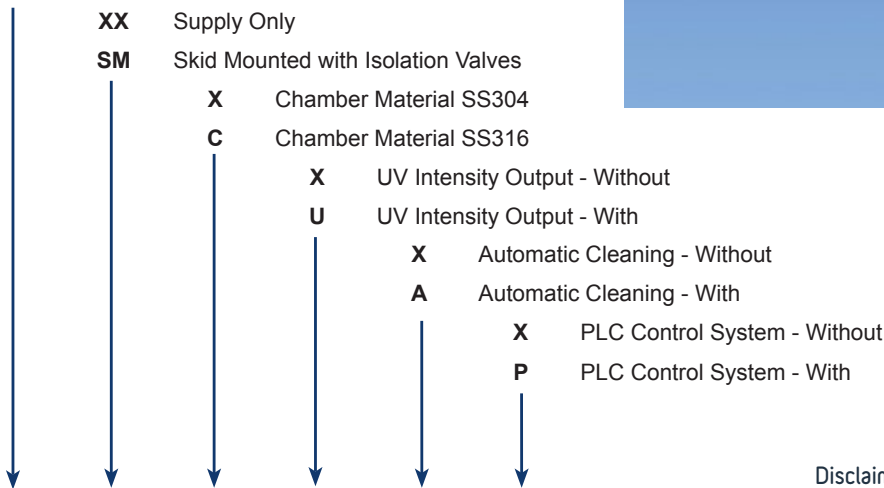 XX Supply Only
SM Skid Mounted with Isolation Valves
X Chamber Material SS304
C Chamber Material SS316
X UV Intensity Output - Without
U UV Intensity Output - With
X Automatic Cleaning - Without
A Automatic Cleaning - With
X PLC Control System - Without
P PLC Control System - With